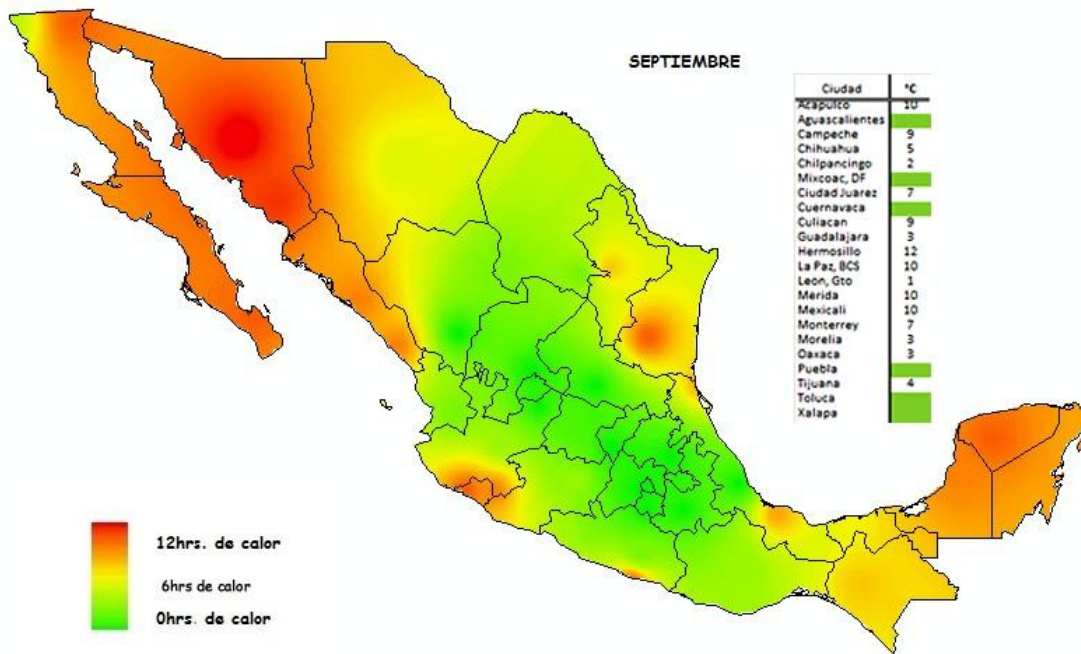 SEPTIEMBRE
Ciudad °C
Acapulco 10
Aguascalientes
Campeche 9
Chihuahua 5
Chilpancingo 2
Mixcoac, DF
Ciudad Juarez 7
Cuernavaca
Culiacan 9
Guadalajara 3
Hermosillo 12
La Paz, BCS 10
Leon, Gto 1
Merida 10
Mexicali 10
Monterrey 7
Morelia 3
Oaxaca 3
Puebla
Tijuana 4
Toluca
Xalapa
12hrs. de calor
6hrs de calor
0hrs. de calor